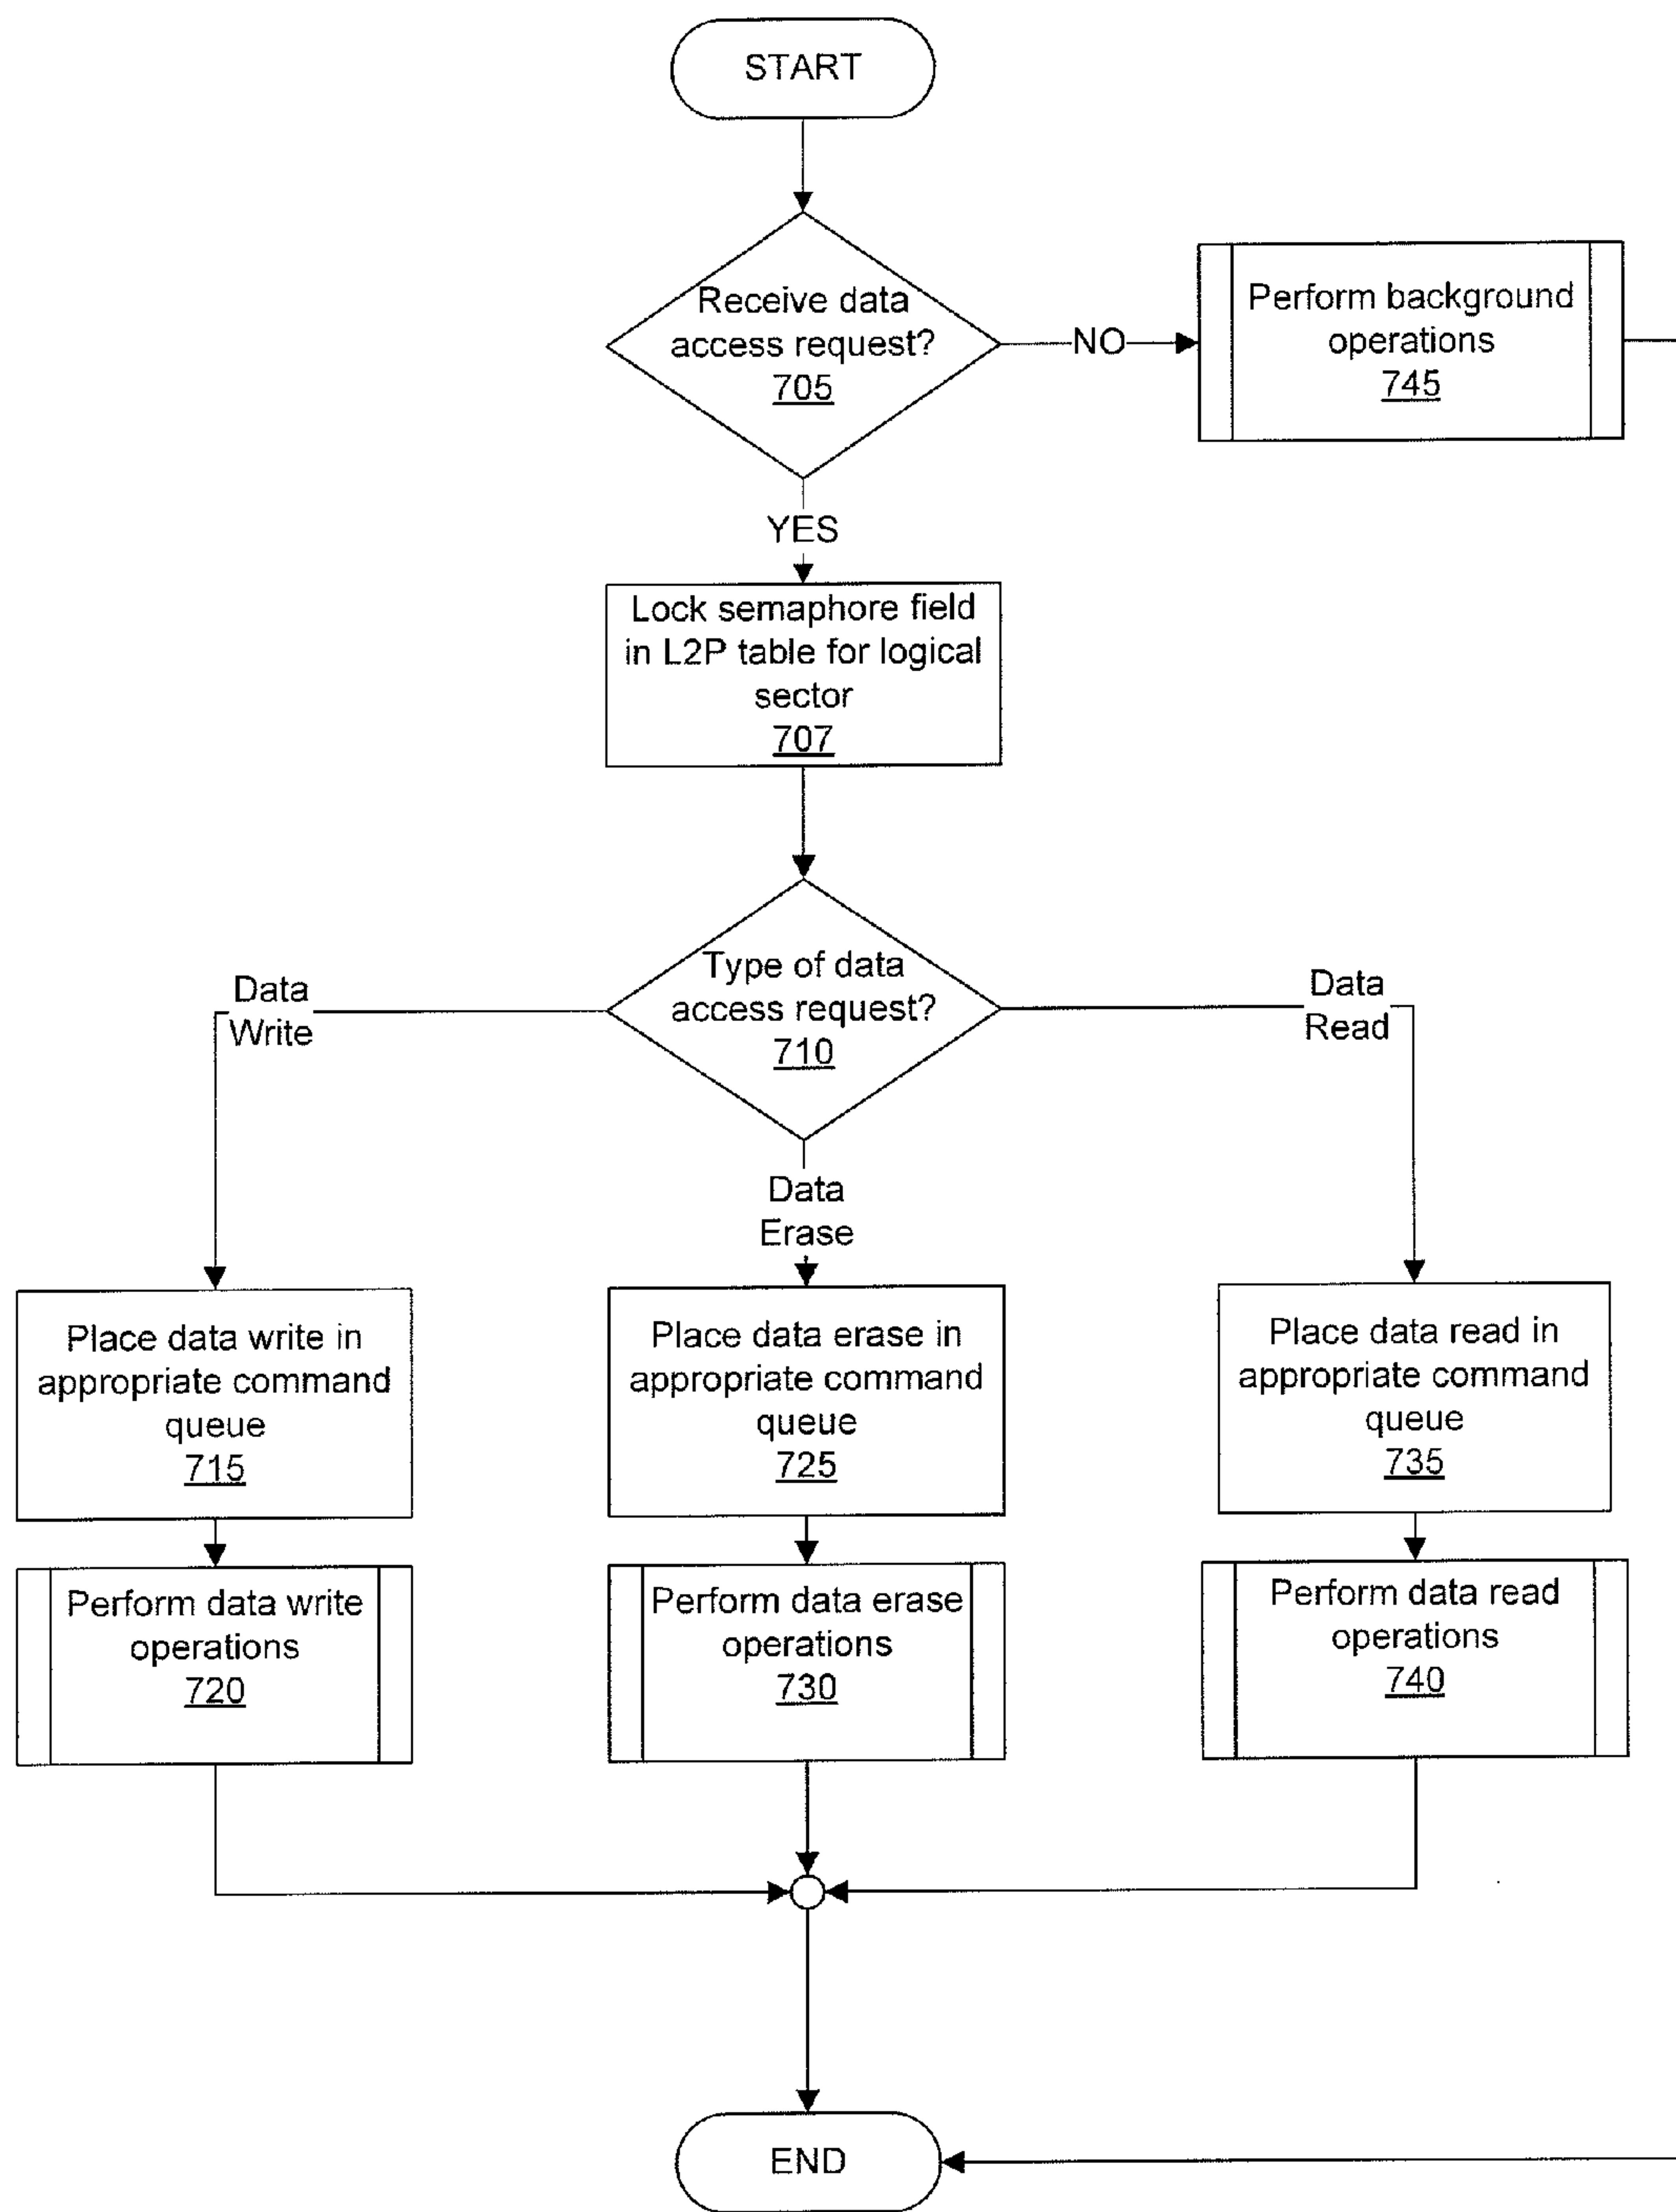 START
Receive data
access request?
705
NO
Perform background
operations
745
YES
Lock semaphore field
in L2P table for logical
sector
707
Type of data
access request?
710
Data
Write
Data
Erase
Data
Read
Place data write in
appropriate command
queue
715
Place data erase in
appropriate command
queue
725
Place data read in
appropriate command
queue
735
Perform data write
operations
720
Perform data erase
operations
730
Perform data read
operations
740
END